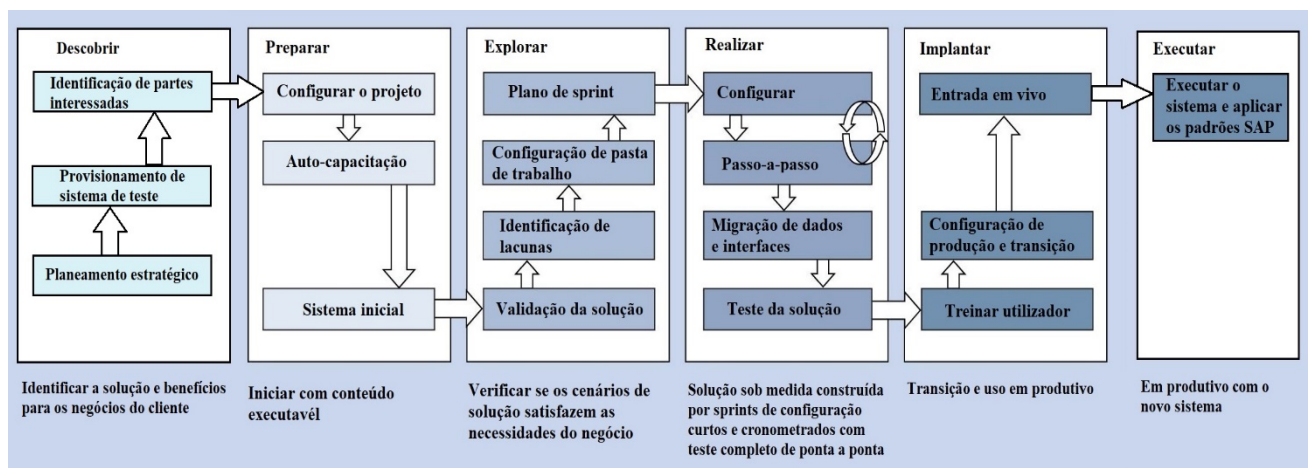 Descobrir
Identificação de partes
interessadas
Provisionamento de
sistema de teste
Planeamento estratégico
Identificar a solução e benefícios
para os negócios do cliente
Preparar
Configurar o projeto
Auto-capacitação
Sistema inicial
Iniciar com conteúdo
executavél
Explorar
Plano de sprint
Configuração de pasta
de trabalho
Identificação de
lacunas
Validação da solução
Verificar se os cenários de
solução satisfazem as
necessidades do negócio
Realizar
Configurar
Passo-a-passo
Migração de dados
e interfaces
Teste da solução
Solução sob medida construída
por sprints de configuração
curtos e cronometrados com
teste completo de ponta a ponta
Implantar
Entrada em vivo
Configuração de
produção e transição
Treinar utilizador
Transição e uso em produtivo
Executar
Executar o
sistema e aplicar
os padrões SAP
Em produtivo com o
novo sistema